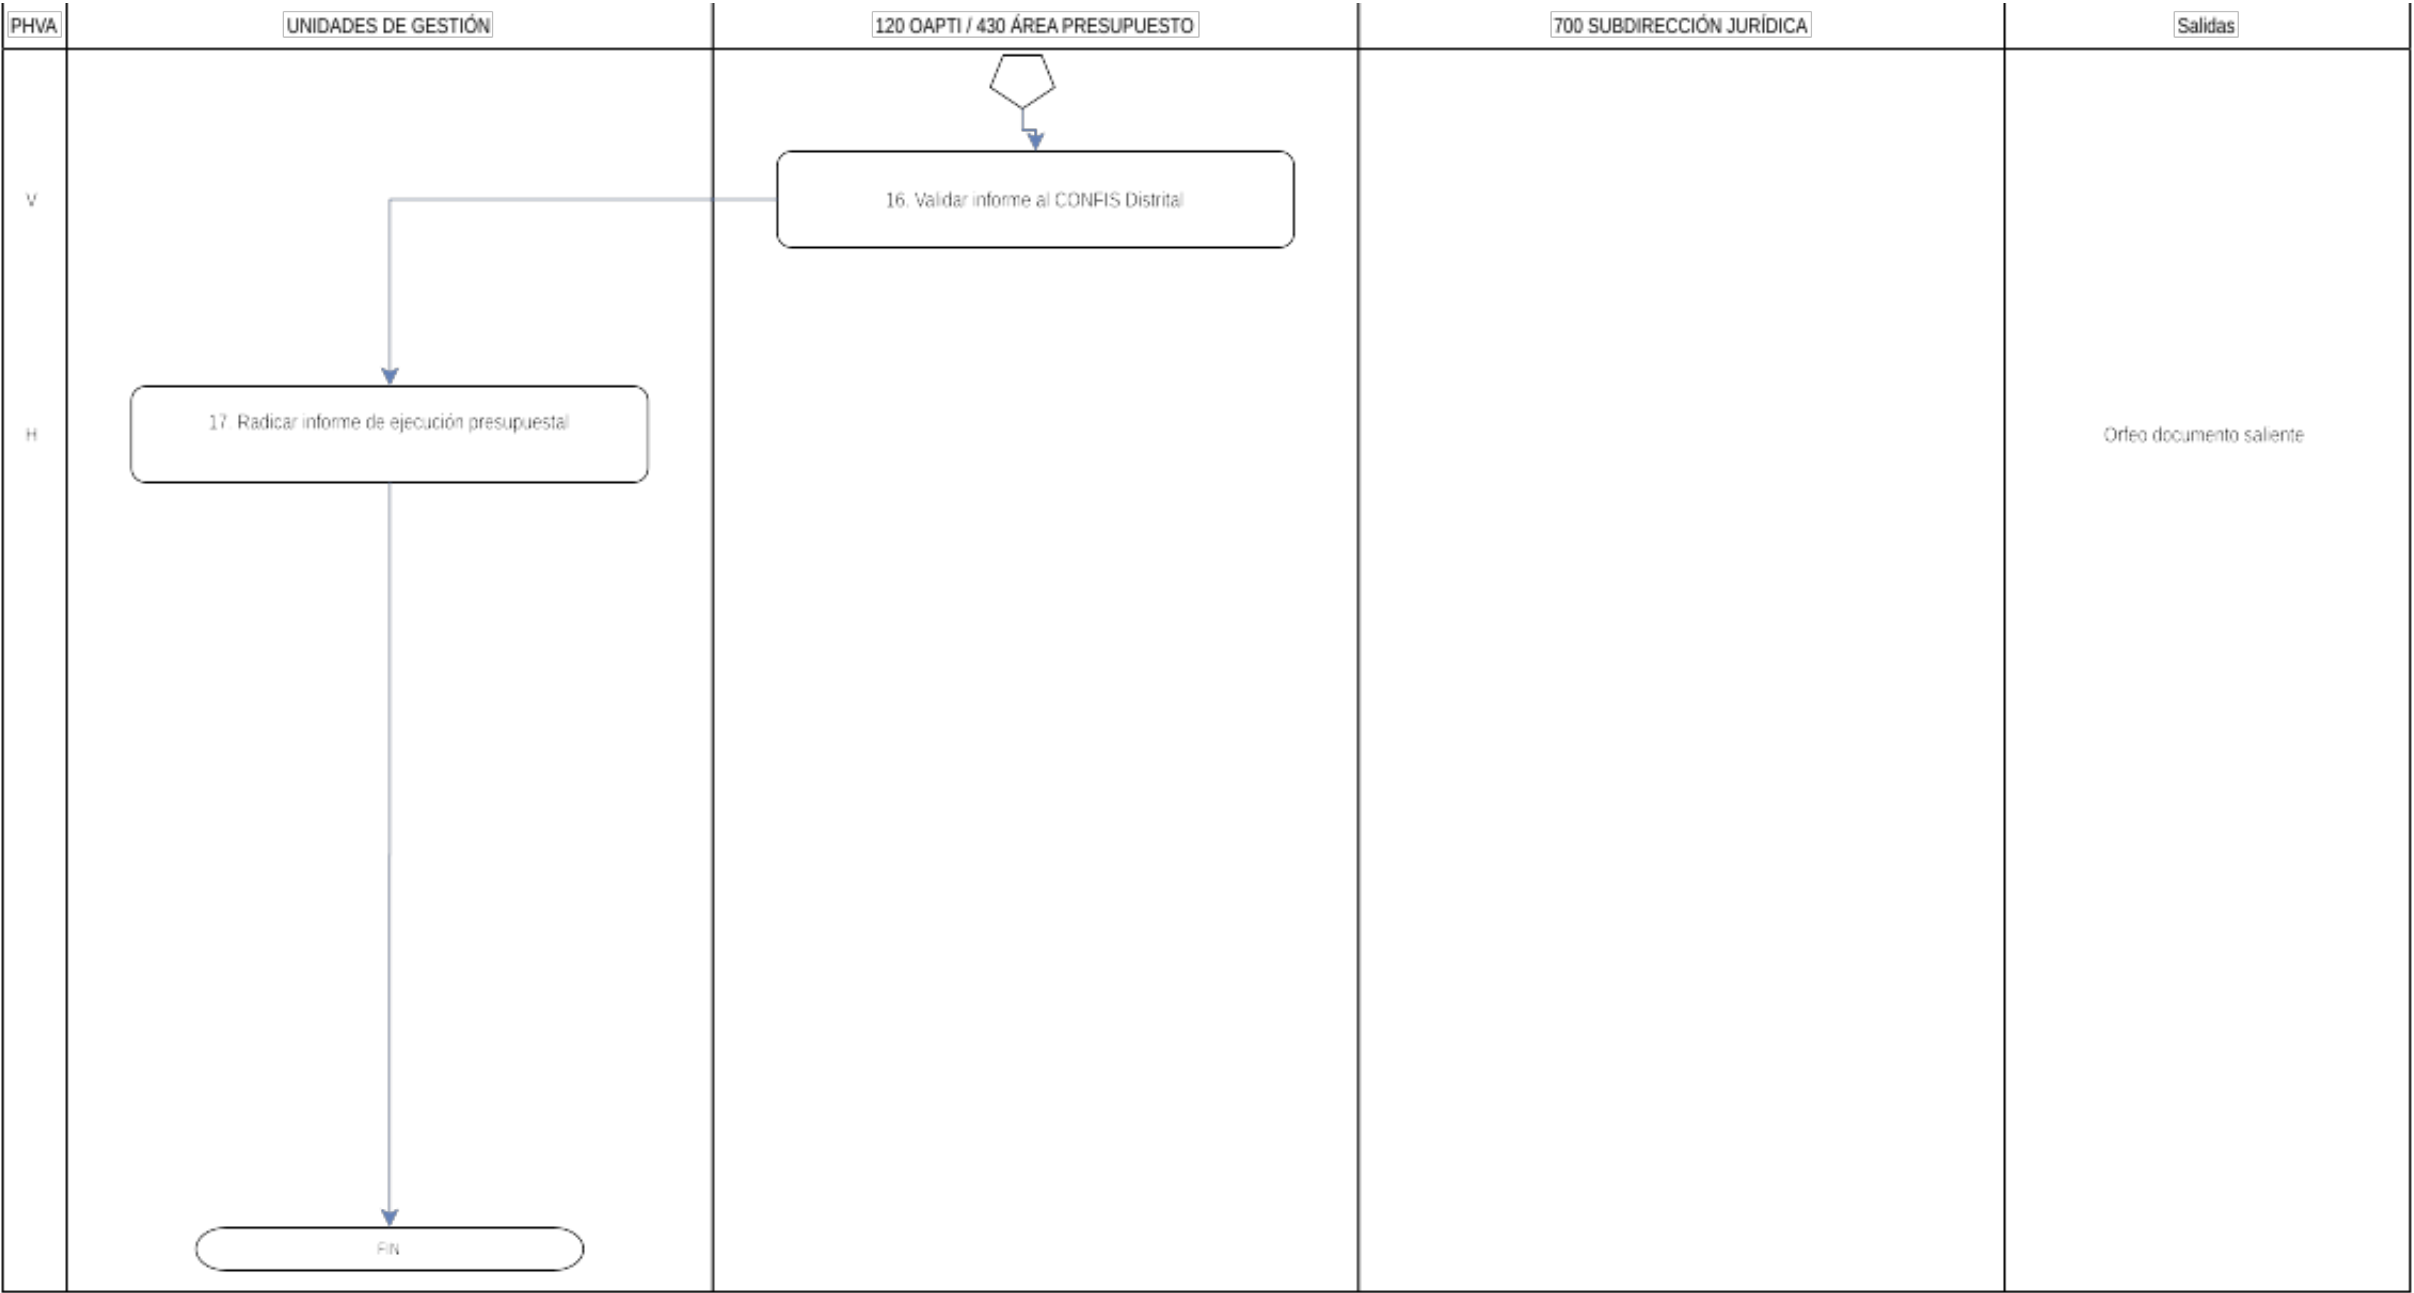 PHVA
UNIDADES DE GESTIÓN
120 OAPTI / 430 ÁREA PRESUPUESTO
700 SUBDIRECCIÓN JURÍDICA
Salidas
V
16. Validar informe al CONFIS Distrital
H
17. Radicar informe de ejecución presupuestal
Orfeo documento saliente
FIN